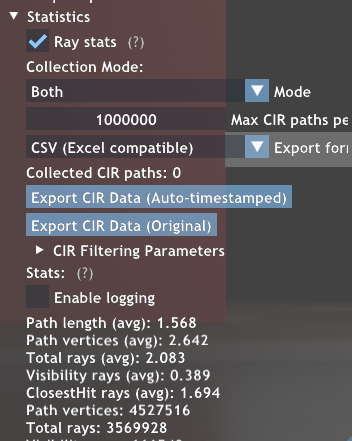 Statistics
Ray stats (?)
Collection Mode:
Both Mode
1000000 Max CIR paths pe
CSV (Excel compatible) Export for
Collected CIR paths: 0
Export CIR Data (Auto-timestamped)
Export CIR Data (Original)
CIR Filtering Parameters
Stats: (?)
Enable logging
Path length (avg): 1.568
Path vertices (avg): 2.642
Total rays (avg): 2.083
Visibility rays (avg): 0.389
ClosestHit rays (avg): 1.694
Path vertices: 4527516
Total rays: 3569928